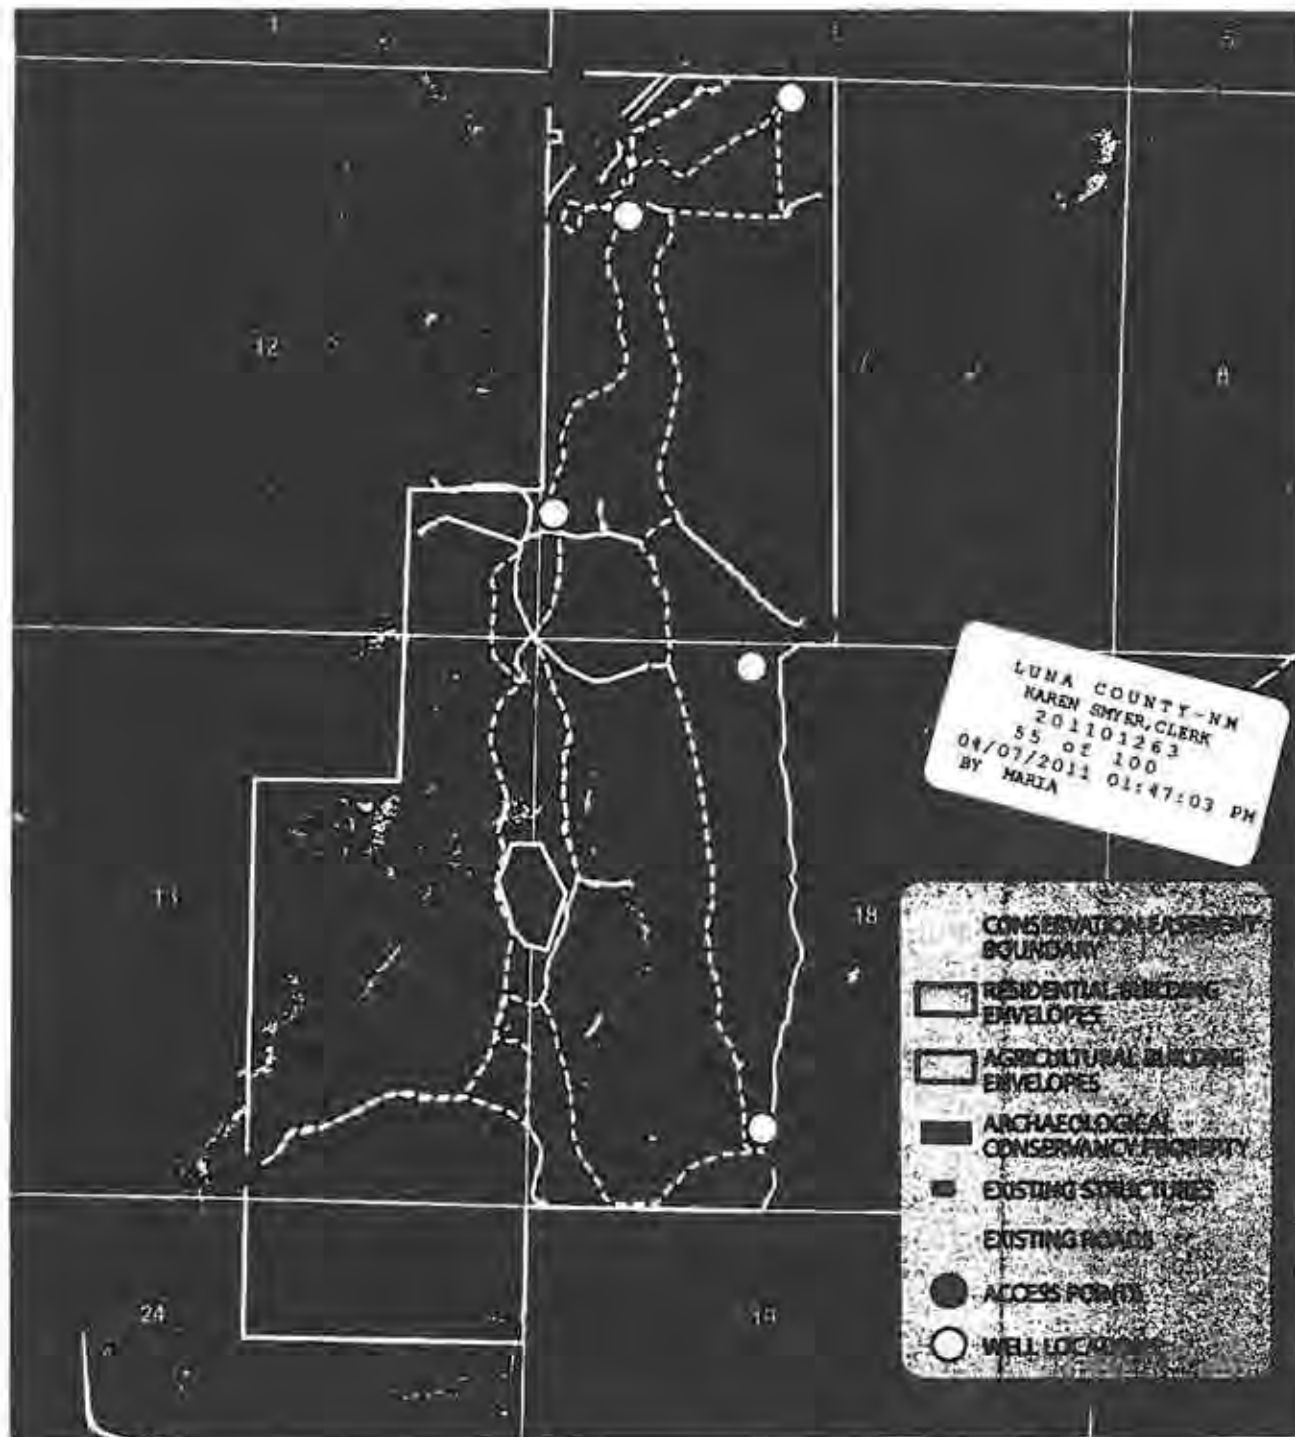 12
8
LUNA COUNTY-NM
KAREN SMYER, CLERK
201101263
55 of 100
04/07/2011 01:47:03 PM
BY MARIA
13
18
CONSERVATION EASEMENT
BOUNDARY
RESIDENTIAL BUILDING
ENVELOPES
AGRICULTURAL BUILDING
ENVELOPES
ARCHAEOLOGICAL
CONSERVANCY PROPERTY
EXISTING STRUCTURES
EXISTING ROADS
ACCESS POINTS
24
19
WELL